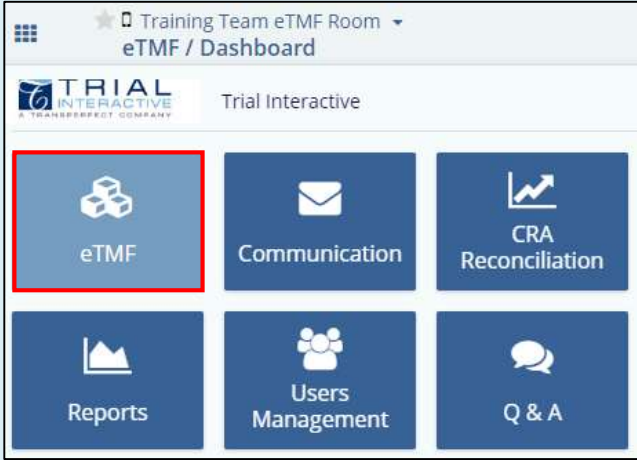 Training Team eTMF Room
eTMF / Dashboard
TRIAL
INTERACTIVE
A TRANSPERFECT COMPANY
Trial Interactive
eTMF
Communication
CRA
Reconciliation
Reports
Users
Management
Q & A